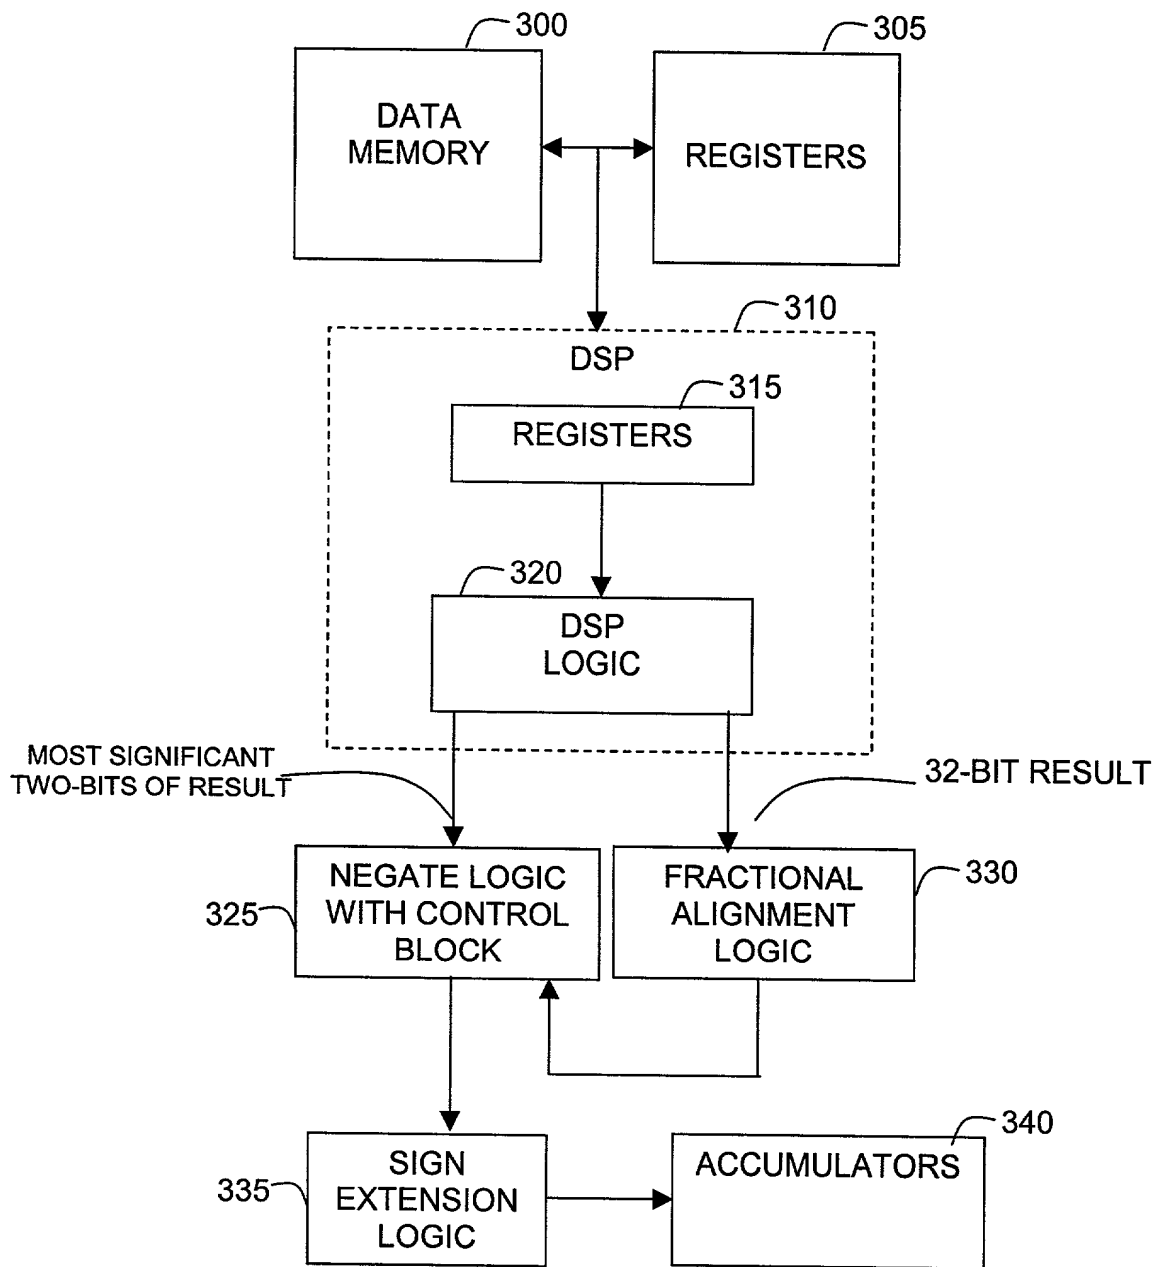 300
305
DATA
MEMORY
REGISTERS
310
DSP
315
REGISTERS
320
DSP
LOGIC
MOST SIGNIFICANT
TWO-BITS OF RESULT
32-BIT RESULT
325
NEGATE LOGIC
WITH CONTROL
BLOCK
FRACTIONAL
ALIGNMENT
LOGIC
330
335
SIGN
EXTENSION
LOGIC
340
ACCUMULATORS